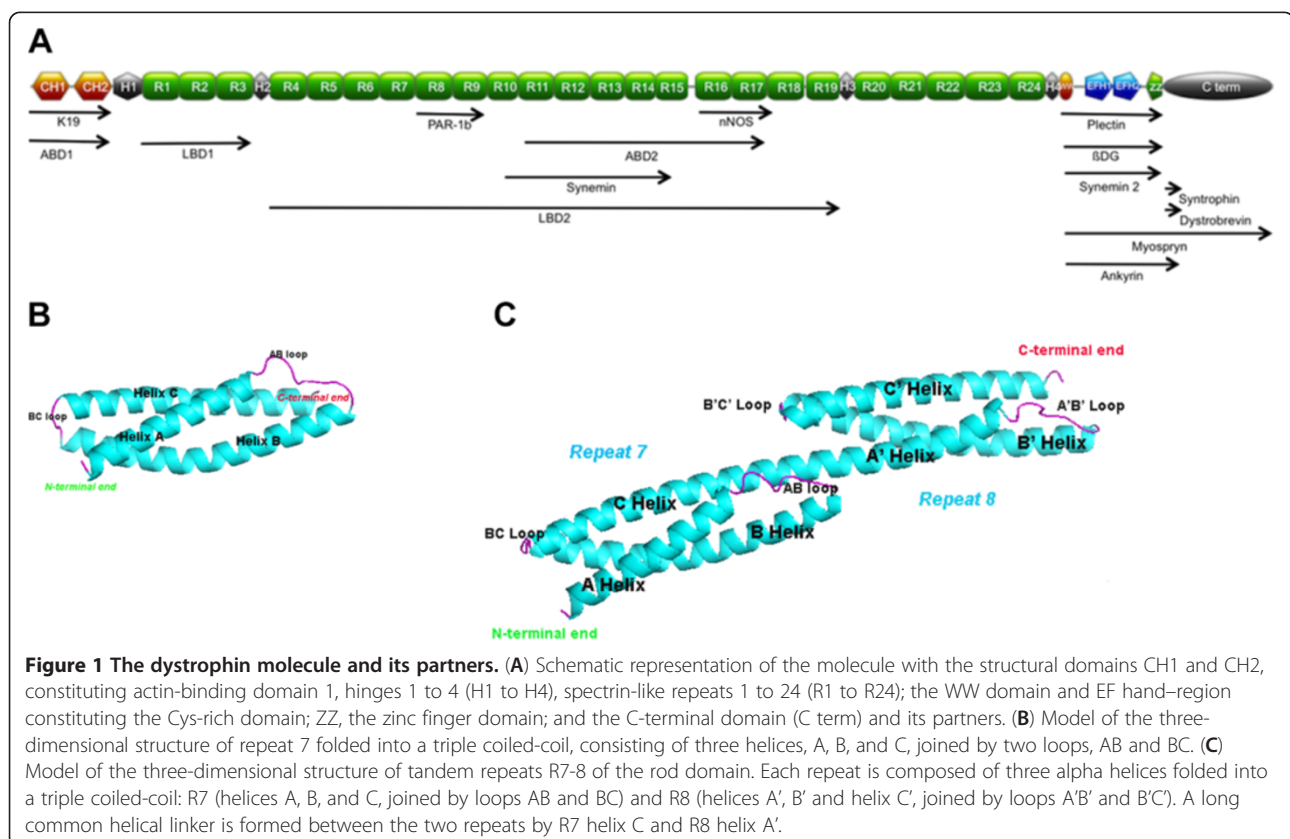 A
CH1 CH2 H1 R1 R2 R3 H2 R4 R5 R6 R7 R8 R9 R10 R11 R12 R13 R14 R15 R16 R17 R18 R19 H3 R20 R21 R22 R23 R24 H4 WW EFH1 EFH2 ZZ C term
K19 PAR-1b nNOS Plectin
ABD1 LBD1 ABD2 ßDG
Synemin Synemin 2 Syntrophin
LBD2 Dystrobrevin
Myospryn
Ankyrin
B
AB loop
Helix C
C-terminal end
BC loop
Helix A
Helix B
N-terminal end
C
C-terminal end
C' Helix
B'C' Loop
A'B' Loop
B' Helix
A' Helix
Repeat 7
Repeat 8
AB loop
C Helix
B Helix
BC Loop
A Helix
N-terminal end
Figure 1 The dystrophin molecule and its partners. (A) Schematic representation of the molecule with the structural domains CH1 and CH2,
constituting actin-binding domain 1, hinges 1 to 4 (H1 to H4), spectrin-like repeats 1 to 24 (R1 to R24); the WW domain and EF hand–region
constituting the Cys-rich domain; ZZ, the zinc finger domain; and the C-terminal domain (C term) and its partners. (B) Model of the three-
dimensional structure of repeat 7 folded into a triple coiled-coil, consisting of three helices, A, B, and C, joined by two loops, AB and BC. (C)
Model of the three-dimensional structure of tandem repeats R7-8 of the rod domain. Each repeat is composed of three alpha helices folded into
a triple coiled-coil: R7 (helices A, B, and C, joined by loops AB and BC) and R8 (helices A', B' and helix C', joined by loops A'B' and B'C'). A long
common helical linker is formed between the two repeats by R7 helix C and R8 helix A'.